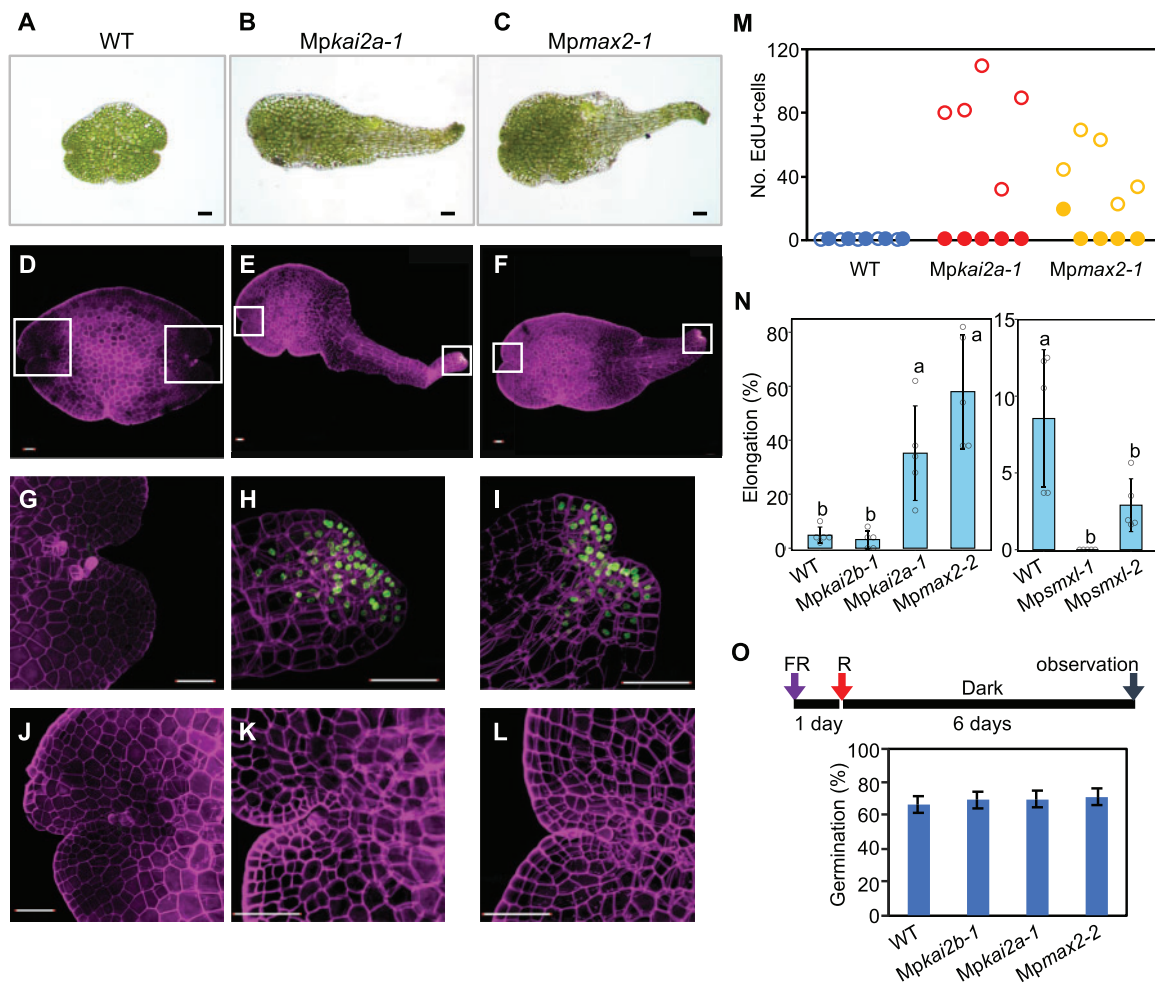 A
WT
B
Mpkai2a-1
C
Mpmax2-1
D
E
F
G
H
I
J
K
L
M
No. EdU+cells
120
80
40
0
WT
Mpkai2a-1
Mpmax2-1
N
Elongation (%)
80
60
40
20
0
b
b
a
a
WT
Mpkai2b-1
Mpkai2a-1
Mpmax2-2
15
10
5
0
a
b
b
WT
Mpsmxl-1
Mpsmxl-2
O
FR
R
observation
Dark
1 day
6 days
Germination (%)
100
80
60
40
60
80
0
WT
Mpkai2b-1
Mpkai2a-1
Mpmax2-2